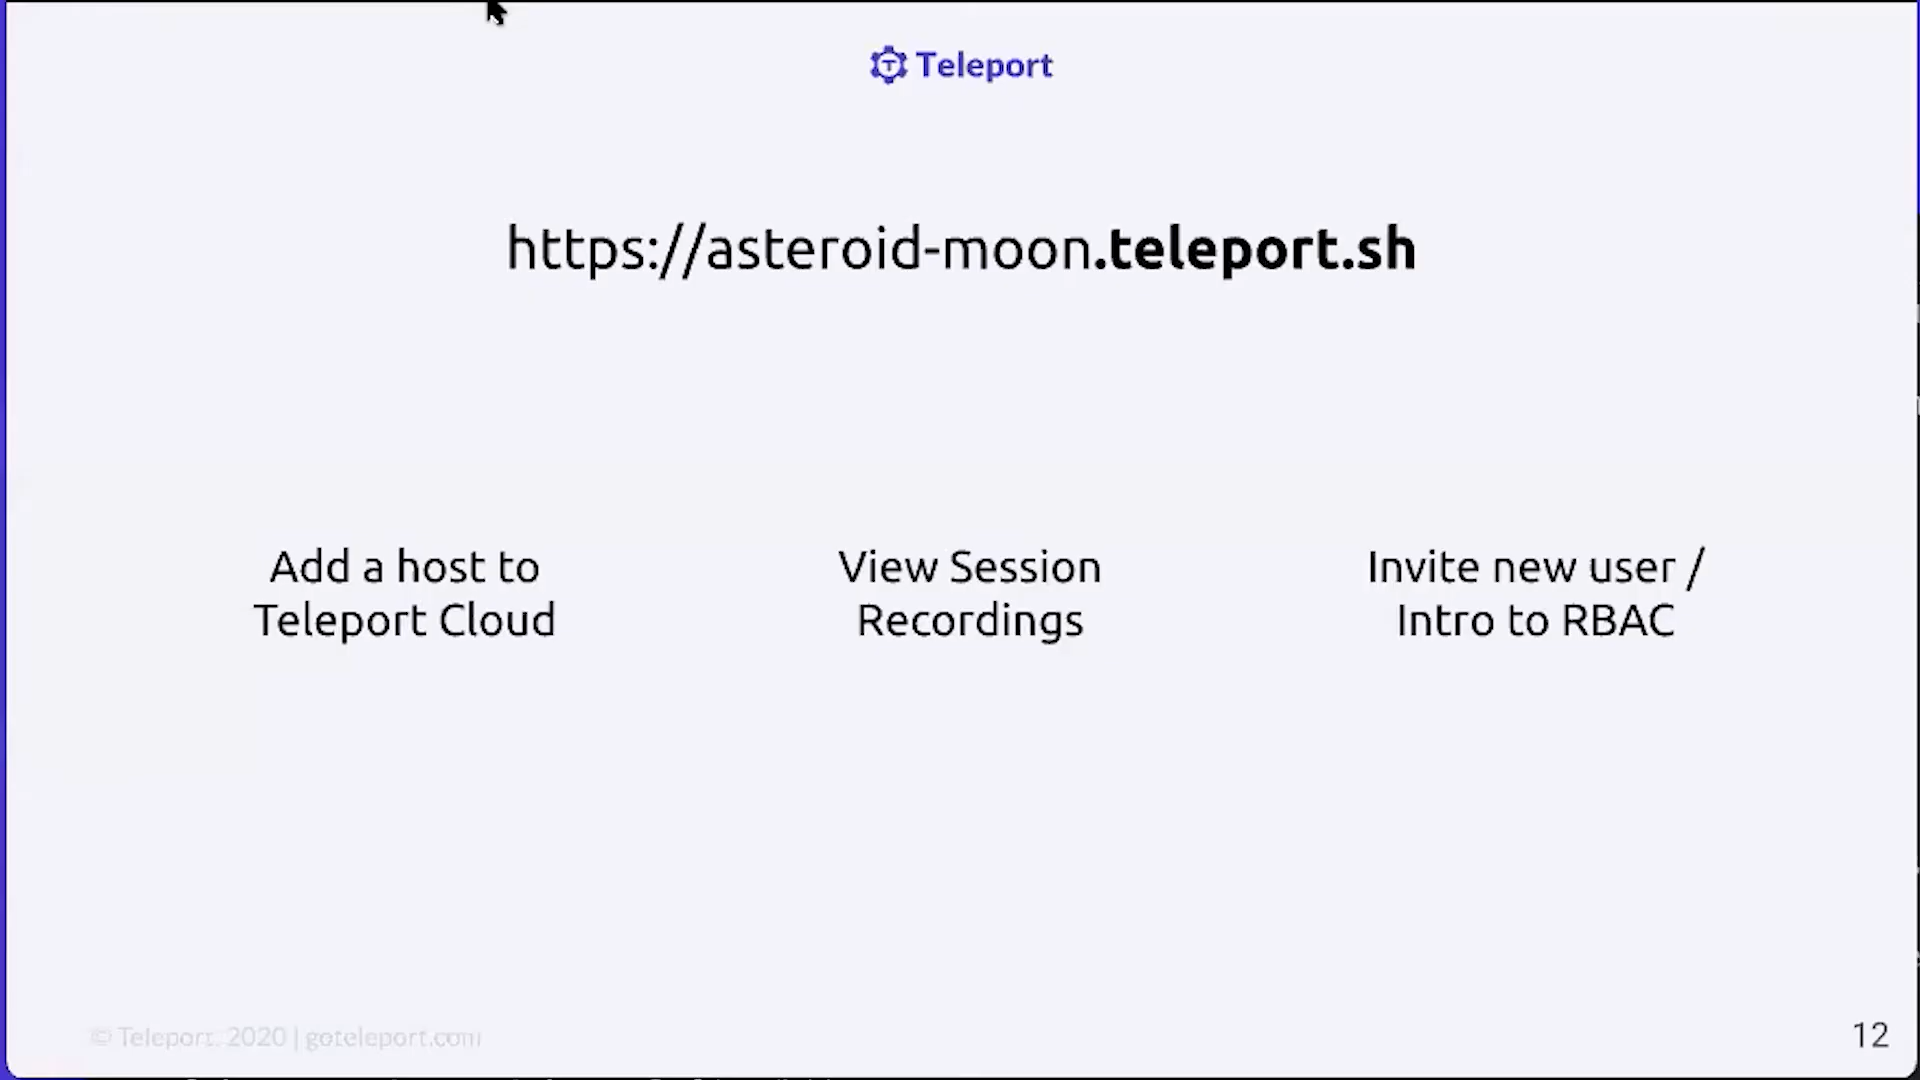 Teleport
https://asteroid-moon.teleport.sh
Add a host to
Teleport Cloud
View Session
Recordings
Invite new user /
Intro to RBAC
© Teleport, 2020 | goteleport.com
12